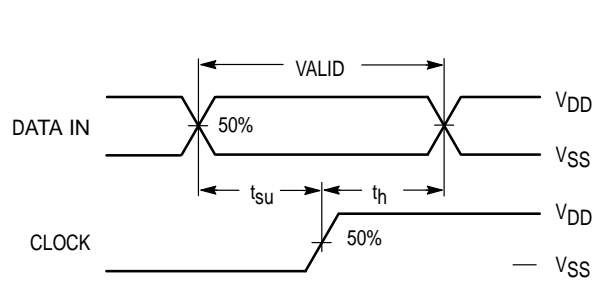 VALID
DATA IN
50%
VDD
VSS
tsu
th
CLOCK
50%
VDD
VSS